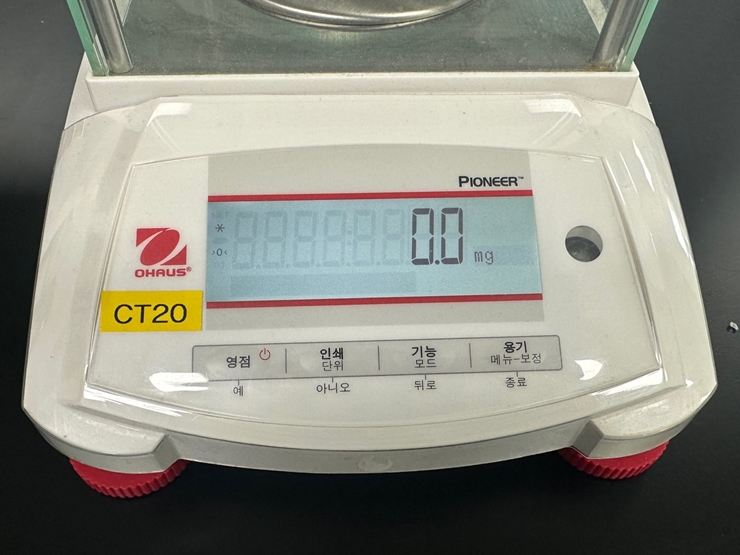 PIONEER™
*
>0<
0.0 mg
OHAUS®
CT20
영점 인쇄 기능 용기
단위 모드 메뉴-보정
예 아니오 뒤로 종료